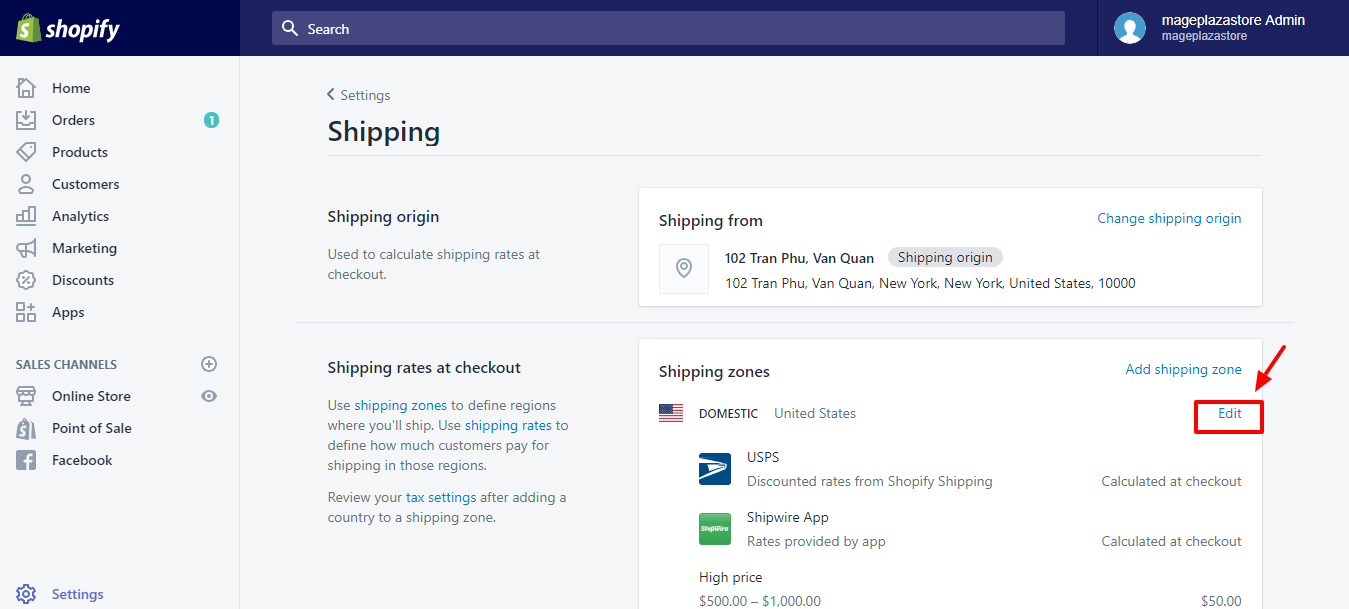 shopify
Search
mageplazastore Admin
mageplazastore
Home
Orders
1
Products
Customers
Analytics
Marketing
Discounts
Apps
SALES CHANNELS
Online Store
Point of Sale
Facebook
Settings
Settings
Shipping
Shipping origin
Used to calculate shipping rates at
checkout.
Shipping from
Change shipping origin
102 Tran Phu, Van Quan
Shipping origin
102 Tran Phu, Van Quan, New York, New York, United States, 10000
Shipping rates at checkout
Use shipping zones to define regions
where you'll ship. Use shipping rates to
define how much customers pay for
shipping in those regions.
Review your tax settings after adding a
country to a shipping zone.
Shipping zones
Add shipping zone
DOMESTIC United States
Edit
USPS
Discounted rates from Shopify Shipping
Calculated at checkout
Shipwire
Shipwire App
Rates provided by app
Calculated at checkout
High price
$500.00 – $1,000.00
$50.00